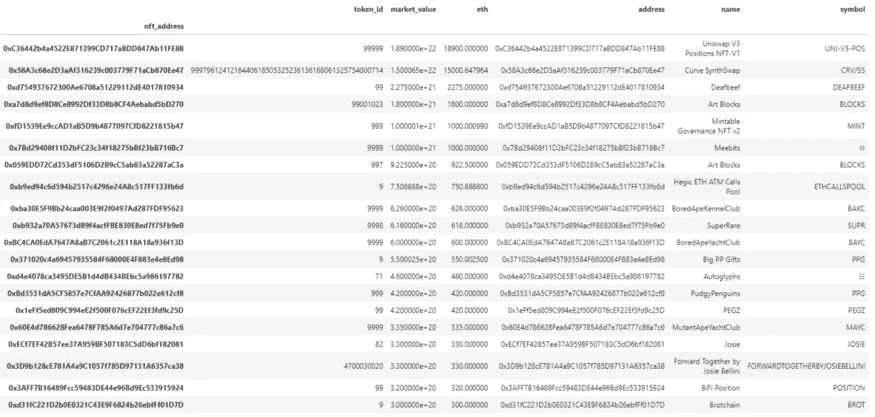 token_id market_value eth address name symbol
nft_address
0xC36442b4a4522E871399CD717aBDD847Ab11FE88 99999 1.890000e+22 18900.000000 0xC36442b4a4522E871399CD717aBDD847Ab11FE88 Uniswap V3 Positions NFT-V1 UNI-V3-POS
0x58A3c68e2D3aAf316239c003779F71aCb870Ee47 1.500065e+22 15000.647964 0x58A3c68e2D3aAf316239c003779F71aCb870Ee47 Curve SynthSwap CRV/SS
0xd754937672300Ae6708a51229112dE4017810934 99 2.275000e+21 2275.000000 0xd754937672300Ae6708a51229112dE4017810934 Deafbeef DEAFBEEF
0xa7d8d9ef8D8Ce8992Df33D8b8CF4Aebabd5bD270 99001023 1.800000e+21 1800.000000 0xa7d8d9ef8D8Ce8992Df33D8b8CF4Aebabd5bD270 Art Blocks BLOCKS
0xfD1539Ee9ccAD1aB5D9b4877097CfD8221815b47 999 1.000001e+21 1000.000990 0xfD1539Ee9ccAD1aB5D9b4877097CfD8221815b47 Mintable Governance NFT v2 MINT
0x7Bd29408f11D2bFC23c34f18275bBf23bB716Bc7 9999 1.000000e+21 1000.000000 0x7Bd29408f11D2bFC23c34f18275bBf23bB716Bc7 Meebits ⚇
0x059EDD72Cd353dF5106D2B9cC5ab83a52287aC3a 997 9.225000e+20 922.500000 0x059EDD72Cd353dF5106D2B9cC5ab83a52287aC3a Art Blocks BLOCKS
0xb9ed94c6d594b2517c4296e24A8c517FF133fb6d 9 7.508888e+20 750.888800 0xb9ed94c6d594b2517c4296e24A8c517FF133fb6d Hegic ETH ATM Calls Pool ETHCALLSPOOL
0xba30E5F9Bb24caa003E9f2f0497Ad287FDF95623 9999 6.260000e+20 626.000000 0xba30E5F9Bb24caa003E9f2f0497Ad287FDF95623 BoredApeKennelClub BAKC
0xb932a70A57673d89f4acfFBE830E8ed7f75Fb9e0 9998 6.180000e+20 618.000000 0xb932a70A57673d89f4acfFBE830E8ed7f75Fb9e0 SuperRare SUPR
0xBC4CA0EdA7647A8aB7C2061c2E118A18a936f13D 9999 6.000000e+20 600.000000 0xBC4CA0EdA7647A8aB7C2061c2E118A18a936f13D BoredApeYachtClub BAYC
0x371020c4a69457935584F68000E4F883e4e8Ed98 9 5.500025e+20 550.002500 0x371020c4a69457935584F68000E4F883e4e8Ed98 Big PP Gifts PPG
0xd4e4078ca3495DE5B1d4dB434BEbc5a986197782 71 4.600000e+20 460.000000 0xd4e4078ca3495DE5B1d4dB434BEbc5a986197782 Autoglyphs ☵
0xBd3531dA5CF5857e7CfAA92426877b022e612cf8 999 4.200000e+20 420.000000 0xBd3531dA5CF5857e7CfAA92426877b022e612cf8 PudgyPenguins PPG
0x1eFf5ed809C994eE2f500F076cEF22Ef3fd9c25D 99 4.200000e+20 420.000000 0x1eFf5ed809C994eE2f500F076cEF22Ef3fd9c25D PEGZ PEGZ
0x60E4d786628Fea6478F785A6d7e704777c86a7c6 9999 3.350000e+20 335.000000 0x60E4d786628Fea6478F785A6d7e704777c86a7c6 MutantApeYachtClub MAYC
0xECf7EF42B57ee37A959BF507183C5dD6bf182081 82 3.300000e+20 330.000000 0xECf7EF42B57ee37A959BF507183C5dD6bf182081 Josie JOSIE
0x3D9b128cE781A4a9C1057f785D97131A6357ca38 4700030020 3.300000e+20 330.000000 0x3D9b128cE781A4a9C1057f785D97131A6357ca38 Forward Together by Josie Bellini FORWARDTOGETHERBYJOSIEBELLINI
0x3AFF7B16489Fcc59483DE44e96Bd9Ec533915924 99 3.200000e+20 320.000000 0x3AFF7B16489Fcc59483DE44e96Bd9Ec533915924 BiFi Position POSITION
0xd31fC221D2b0E0321C43E9F6824b26ebfFf01D7D 9 3.000000e+20 300.000000 0xd31fC221D2b0E0321C43E9F6824b26ebfFf01D7D Brotchain BROT